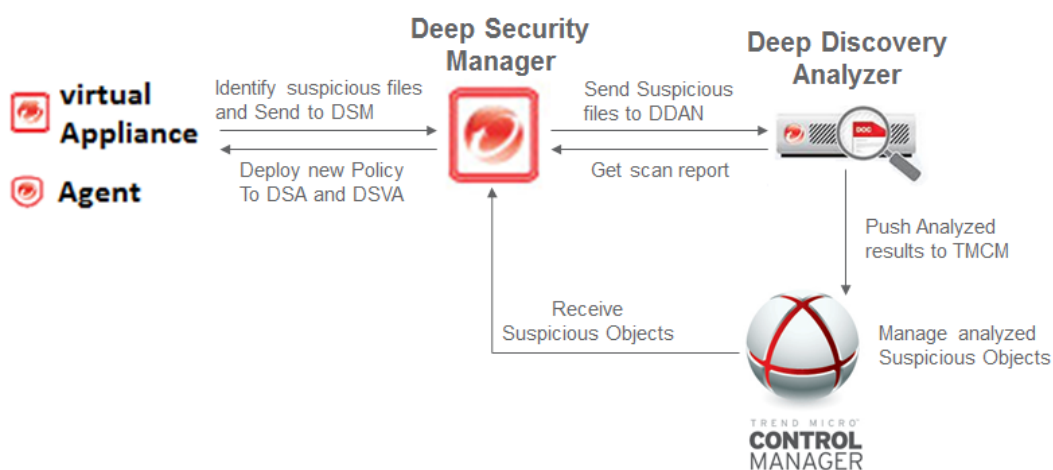 Deep Security
Manager
Deep Discovery
Analyzer
virtual
Appliance
Agent
Identify suspicious files
and Send to DSM
Deploy new Policy
To DSA and DSVA
Send Suspicious
files to DDAN
Get scan report
DOC
Push Analyzed
results to TMCM
Receive
Suspicious Objects
Manage analyzed
Suspicious Objects
TREND MICRO™
CONTROL
MANAGER